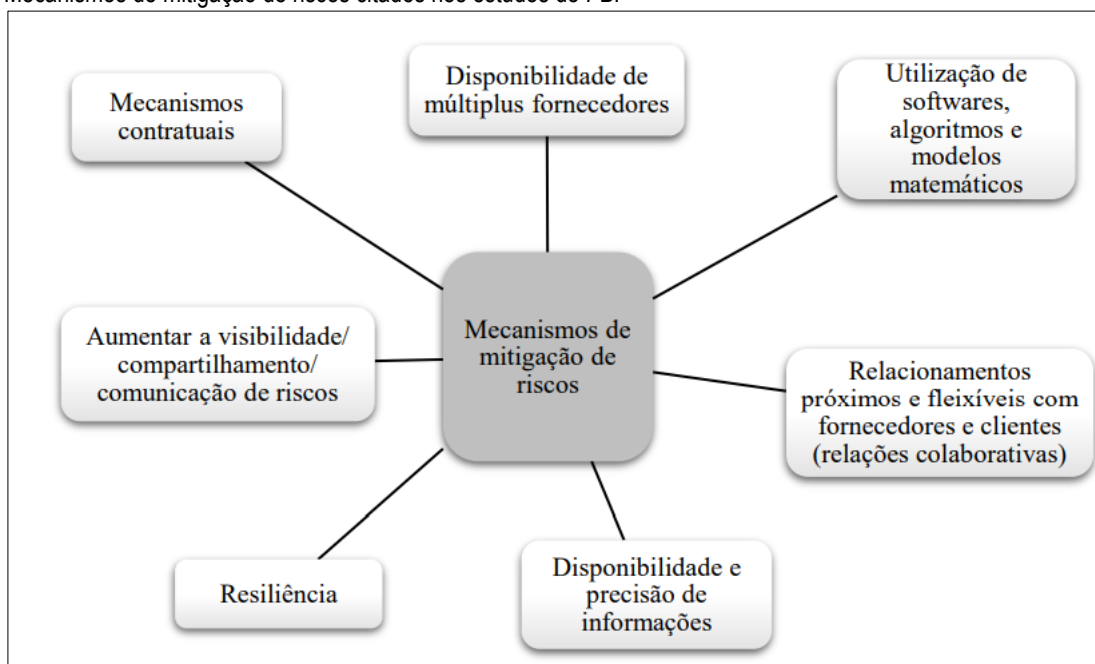 Mecanismos de mitigação de riscos citados nos estudos do PB.
Mecanismos
contratuais
Disponibilidade de
múltiplus fornecedores
Utilização de
softwares,
algoritmos e
modelos
matemáticos
Aumentar a visibilidade/
compartilhamento/
comunicação de riscos
Mecanismos de
mitigação de
riscos
Relacionamentos
próximos e fleixíveis com
fornecedores e clientes
(relações colaborativas)
Resiliência
Disponibilidade e
precisão de
informações